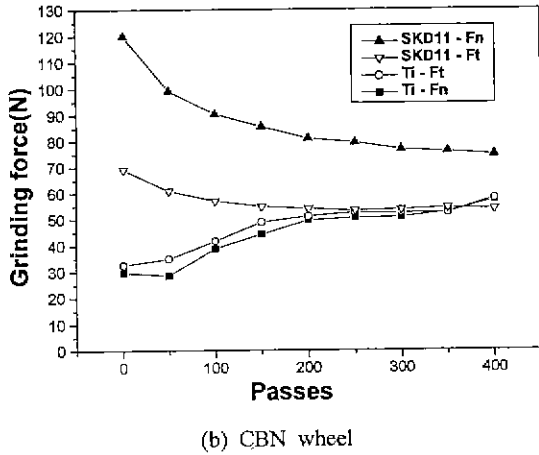 130
120
110
100
90
80
70
60
50
40
30
20
10
0
Grinding force(N)
SKD11 - Fn
SKD11 - Ft
Ti - Ft
Ti - Fn
0
100
200
300
400
Passes
(b) CBN wheel